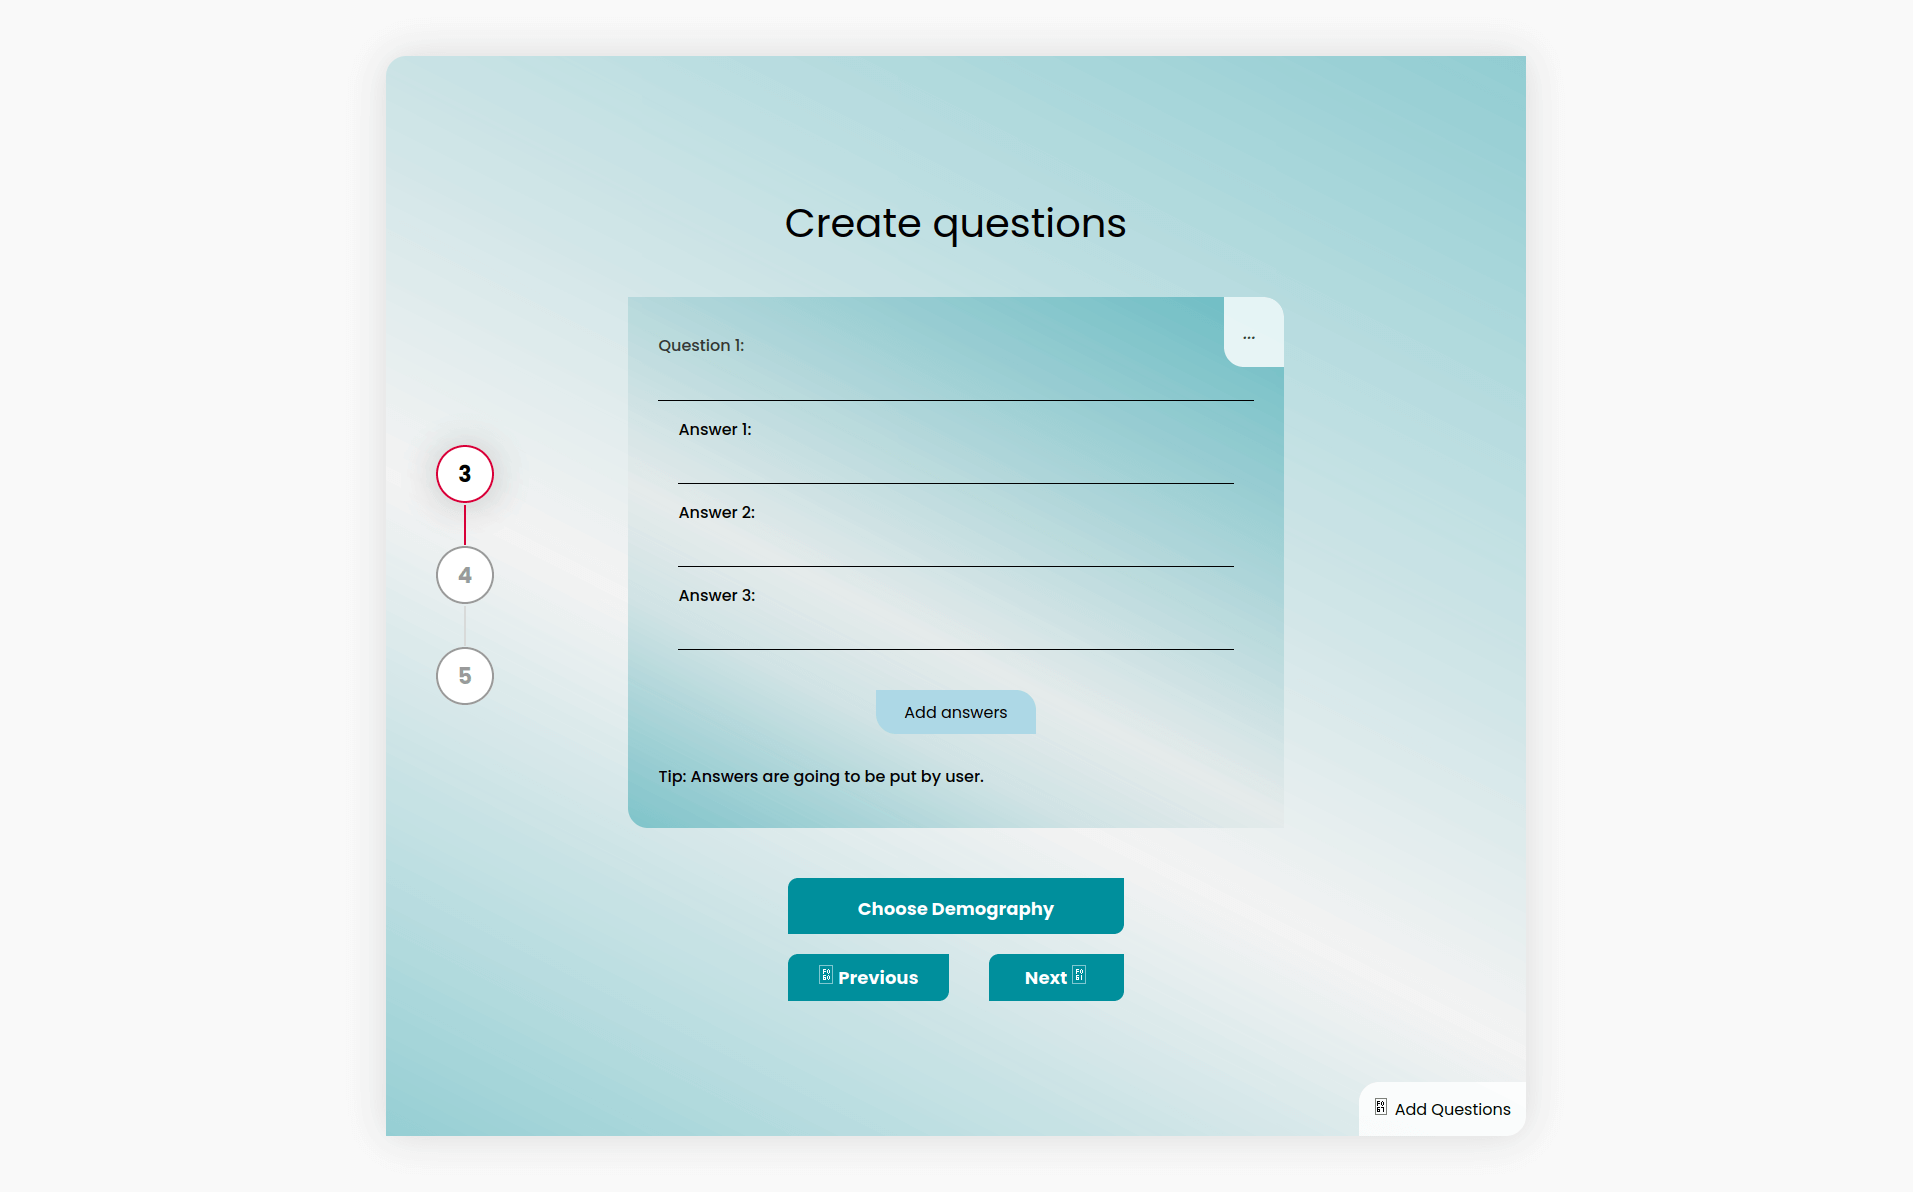 Create questions
Question 1:
...
Answer 1:
Answer 2:
Answer 3:
3
4
5
Add answers
Tip: Answers are going to be put by user.
Choose Demography
Previous
Next
Add Questions